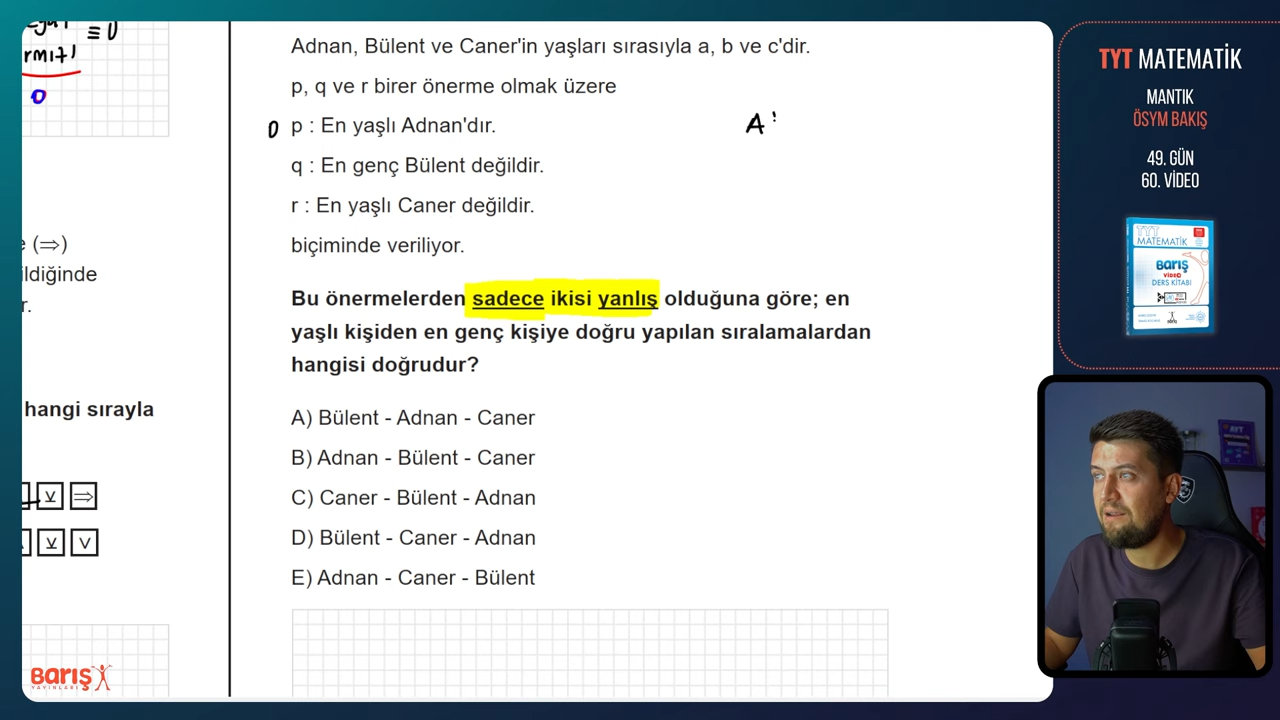 ≡ 0
0
e (⇒)
ildiğinde
r.
hangi sırayla
⊻ ⇒
⊻ ∨
BARIŞ
YAYINLARI
Adnan, Bülent ve Caner'in yaşları sırasıyla a, b ve c'dir.
p, q ve r birer önerme olmak üzere
0 p : En yaşlı Adnan'dır. A'
q : En genç Bülent değildir.
r : En yaşlı Caner değildir.
biçiminde veriliyor.
Bu önermelerden sadece ikisi yanlış olduğuna göre; en
yaşlı kişiden en genç kişiye doğru yapılan sıralamalardan
hangisi doğrudur?
A) Bülent - Adnan - Caner
B) Adnan - Bülent - Caner
C) Caner - Bülent - Adnan
D) Bülent - Caner - Adnan
E) Adnan - Caner - Bülent
TYT MATEMATİK
MANTIK
ÖSYM BAKIŞ
49. GÜN
60. VİDEO
TYT
MATEMATİK
BARIŞ
VİDEO
DERS KİTABI